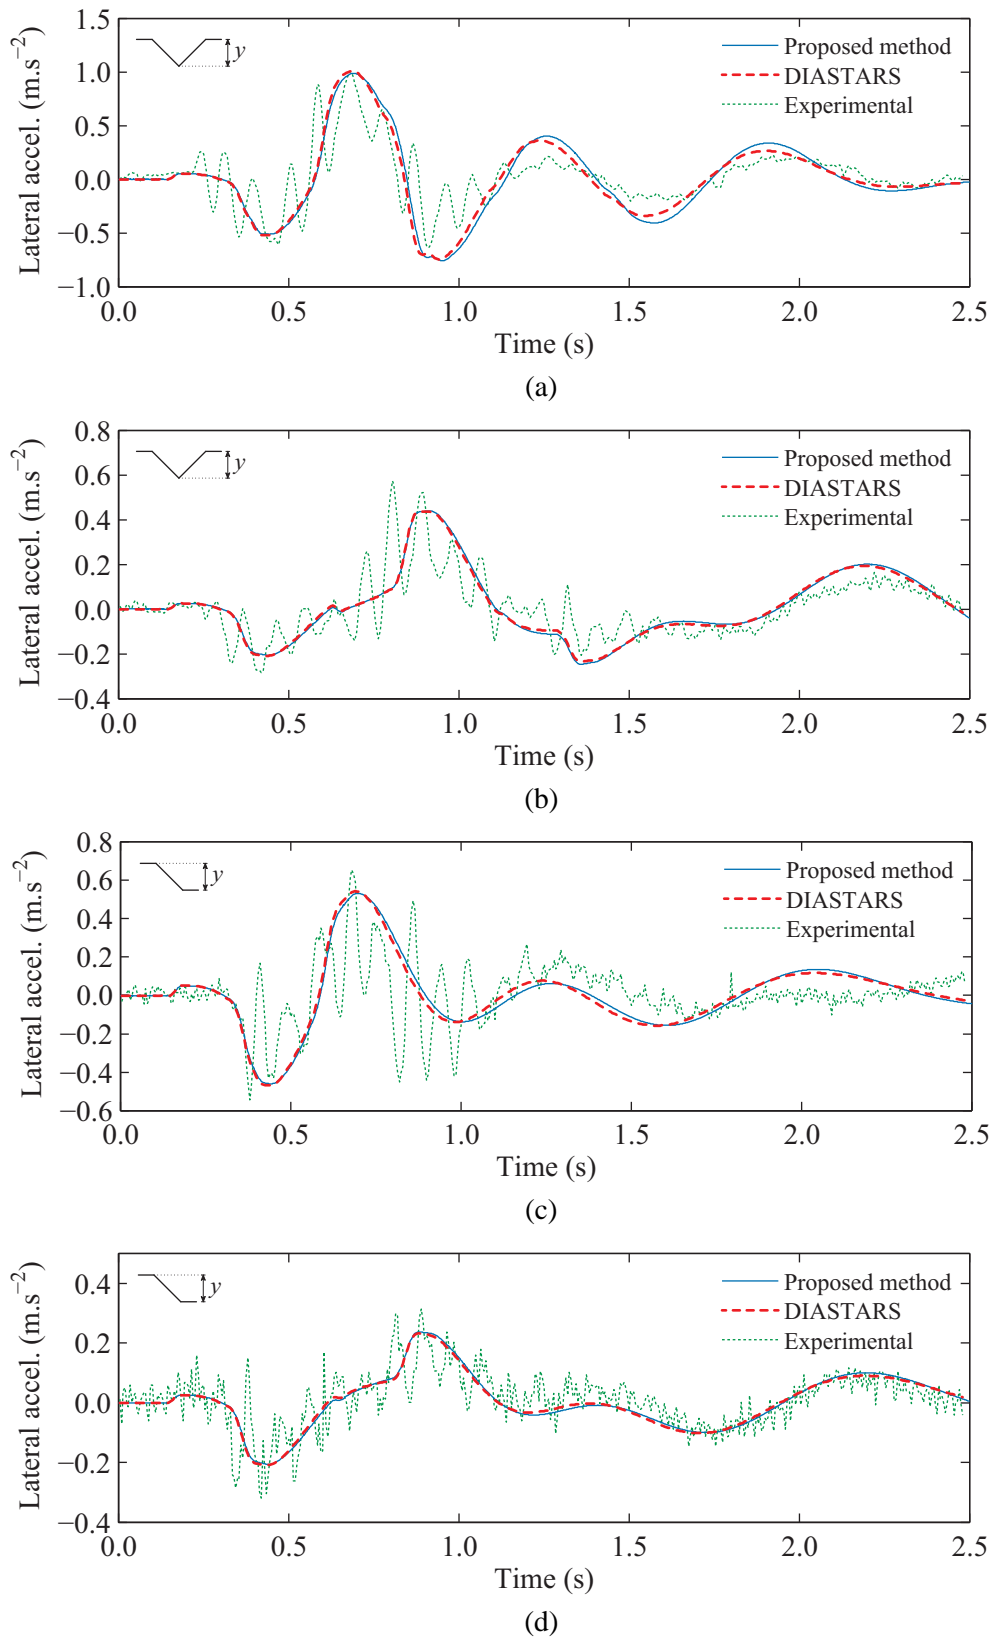 1.5
1.0
0.5
0.0
−0.5
−1.0
Lateral accel. (m.s−2)
y
Proposed method
DIASTARS
Experimental
0.0 0.5 1.0 1.5 2.0 2.5
Time (s)
(a)
0.8
0.6
0.4
0.2
0.0
−0.2
−0.4
Lateral accel. (m.s−2)
y
Proposed method
DIASTARS
Experimental
0.0 0.5 1.0 1.5 2.0 2.5
Time (s)
(b)
0.8
0.6
0.4
0.2
0.0
−0.2
−0.4
−0.6
Lateral accel. (m.s−2)
y
Proposed method
DIASTARS
Experimental
0.0 0.5 1.0 1.5 2.0 2.5
Time (s)
(c)
0.4
0.2
0.0
−0.2
−0.4
Lateral accel. (m.s−2)
y
Proposed method
DIASTARS
Experimental
0.0 0.5 1.0 1.5 2.0 2.5
Time (s)
(d)